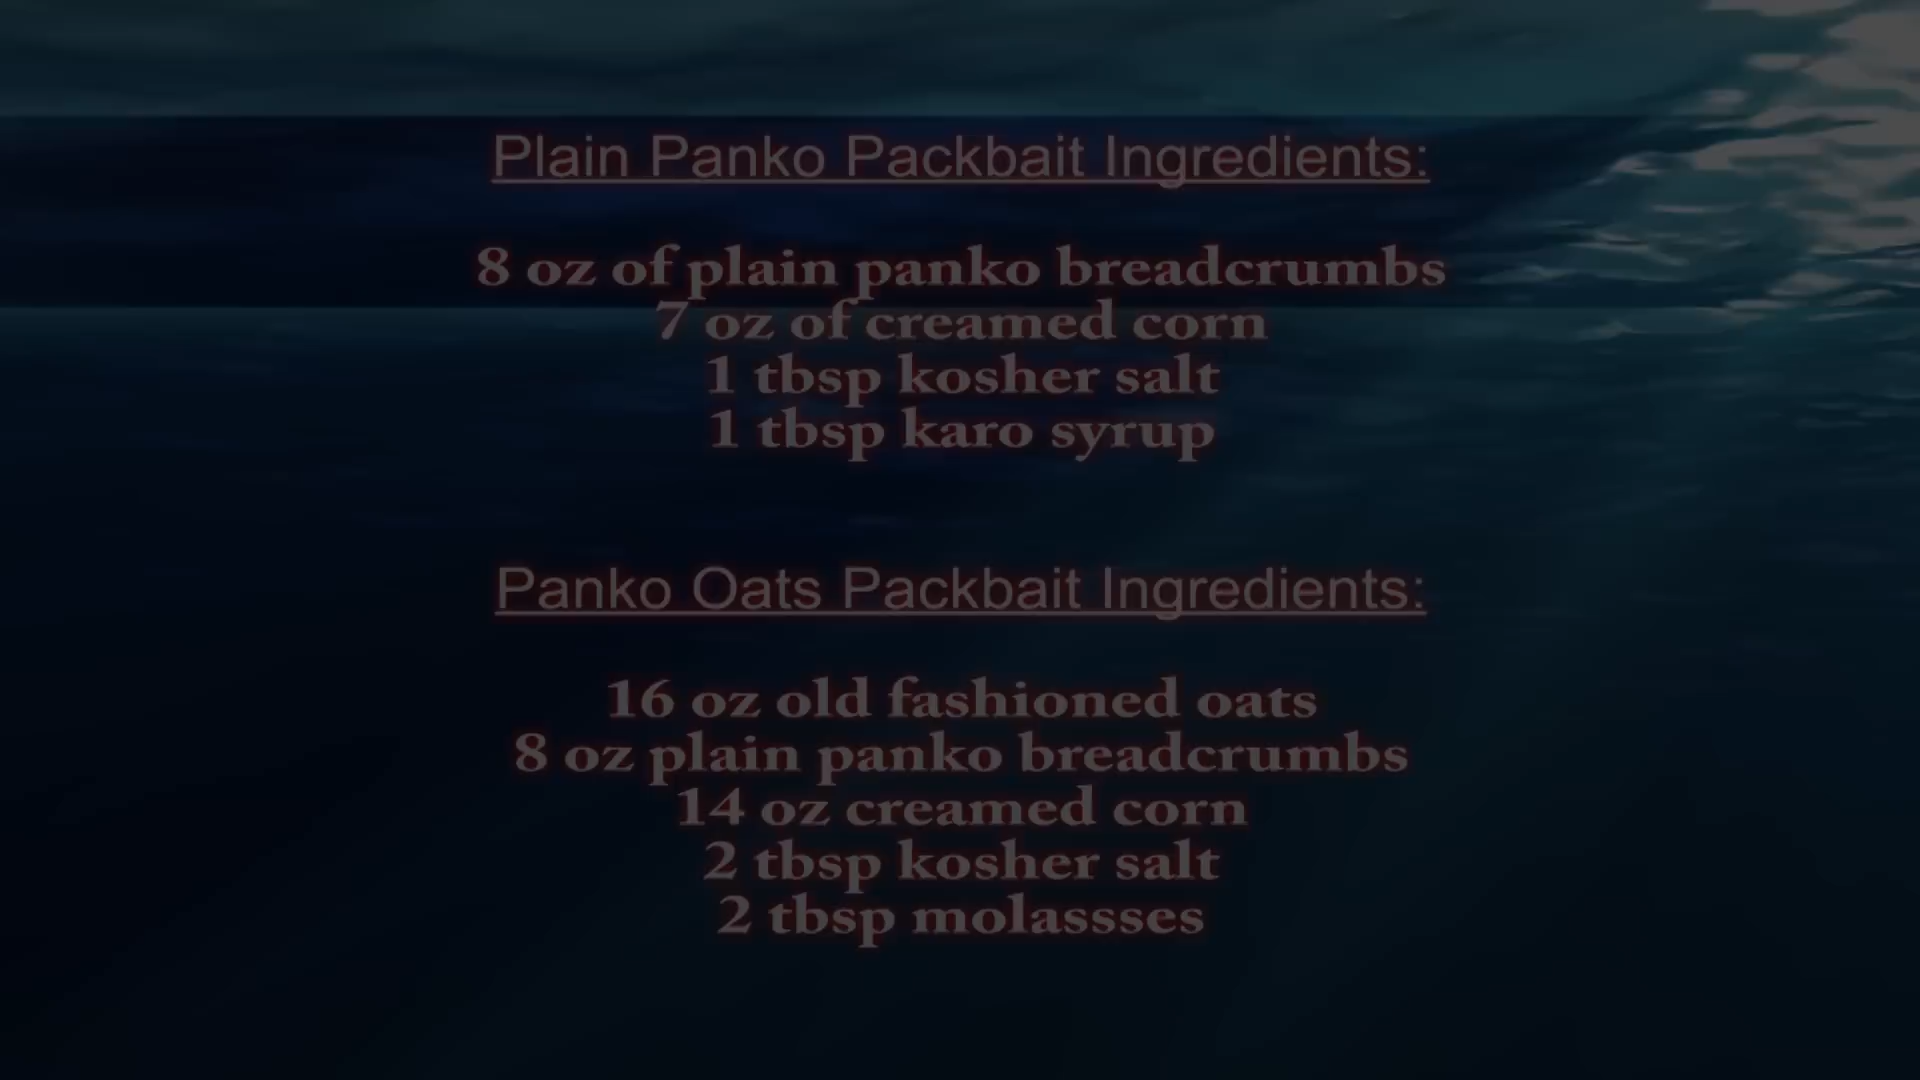 Plain Panko Packbait Ingredients:
8 oz of plain panko breadcrumbs
7 oz of creamed corn
1 tbsp kosher salt
1 tbsp karo syrup
Panko Oats Packbait Ingredients:
16 oz old fashioned oats
8 oz plain panko breadcrumbs
14 oz creamed corn
2 tbsp kosher salt
2 tbsp molassses